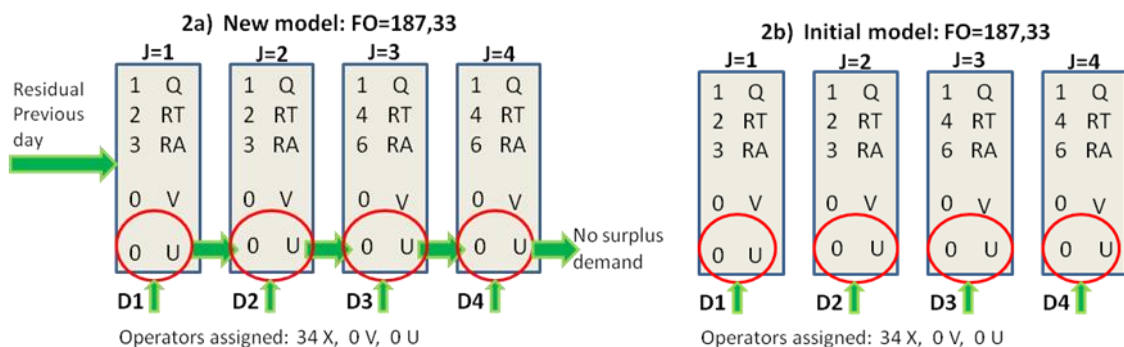 2a) New model: FO=187,33
J=1 J=2 J=3 J=4
Residual
Previous
day
1 Q 1 Q 1 Q 1 Q
2 RT 2 RT 4 RT 4 RT
3 RA 3 RA 6 RA 6 RA
0 V 0 V 0 V 0 V
0 U 0 U 0 U 0 U
No surplus
demand
D1 D2 D3 D4
Operators assigned: 34 X, 0 V, 0 U
2b) Initial model: FO=187,33
J=1 J=2 J=3 J=4
1 Q 1 Q 1 Q 1 Q
2 RT 2 RT 4 RT 4 RT
3 RA 3 RA 6 RA 6 RA
0 V 0 V 0 V 0 V
0 U 0 U 0 U 0 U
D1 D2 D3 D4
Operators assigned: 34 X, 0 V, 0 U